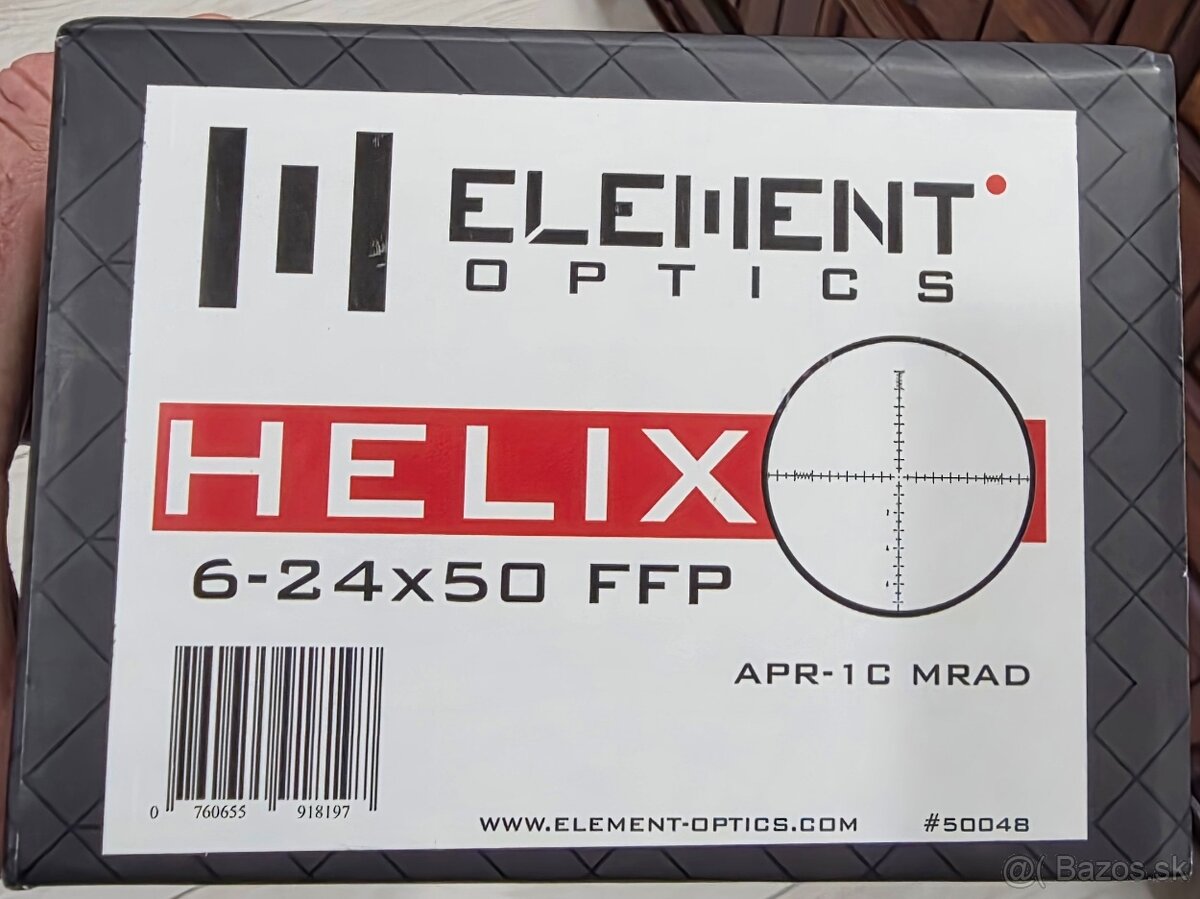 ELEMENT
OPTICS
HELIX
6-24x50 FFP
APR-1C MRAD
0 760655 918197
WWW.ELEMENT-OPTICS.COM #50048
@( Bazos.sk